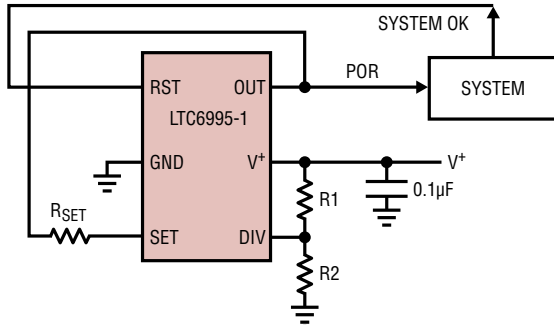 SYSTEM OK
RST
OUT
POR
SYSTEM
LTC6995-1
GND
V+
V+
R1
0.1µF
RSET
SET
DIV
R2